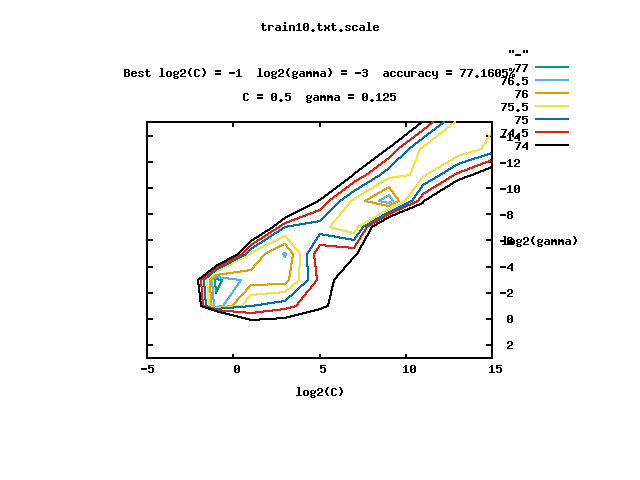 train10.txt.scale
"-"
Best log2(C) = -1  log2(gamma) = -3  accuracy = 77.1605%
77
76.5
C = 0.5  gamma = 0.125
76
75.5
75
74.5
74
-14
-12
-10
-8
-6
log2(gamma)
-4
-2
0
2
-5 0 5 10 15
log2(C)